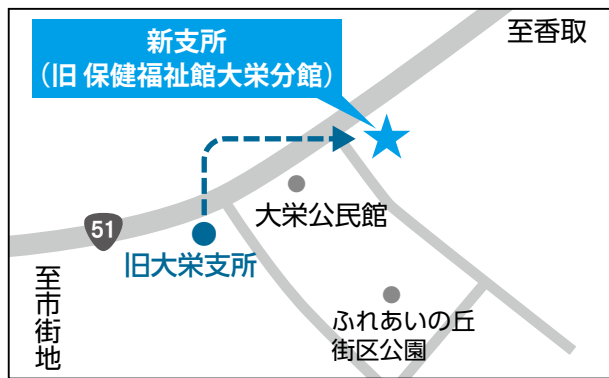 新支所
（旧 保健福祉館大栄分館）
至香取
大栄公民館
51
旧大栄支所
至市街地
ふれあいの丘
街区公園